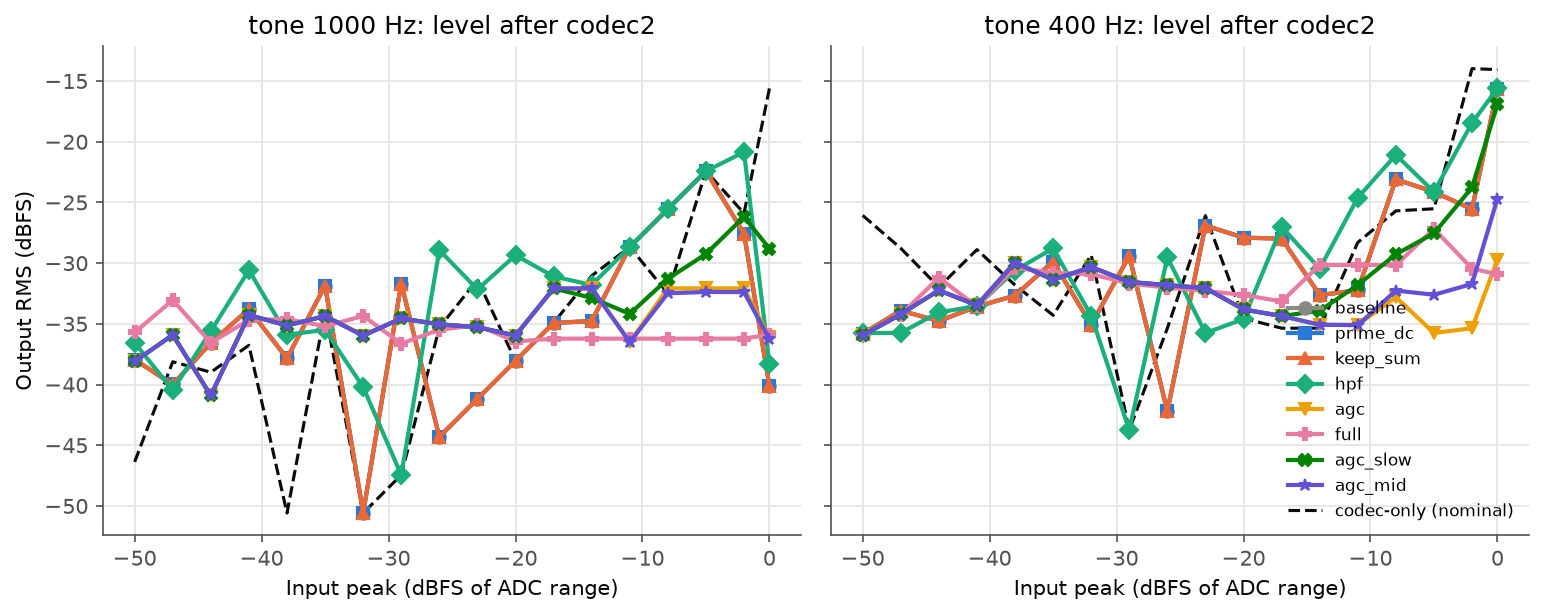 tone 1000 Hz: level after codec2
tone 400 Hz: level after codec2
Output RMS (dBFS)
−15
−20
−25
−30
−35
−40
−45
−50
−50 −40 −30 −20 −10 0
−50 −40 −30 −20 −10 0
Input peak (dBFS of ADC range)
Input peak (dBFS of ADC range)
baseline
prime_dc
keep_sum
hpf
agc
full
agc_slow
agc_mid
codec-only (nominal)